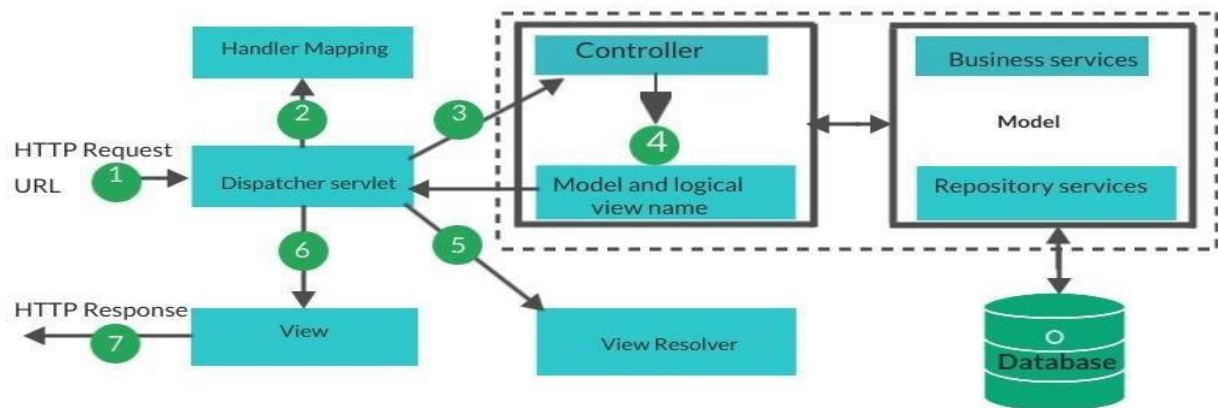 Handler Mapping
Controller
Business services
2
3
4
Model
HTTP Request
URL
1
Dispatcher servlet
Model and logical
view name
Repository services
6
5
HTTP Response
7
View
View Resolver
Database